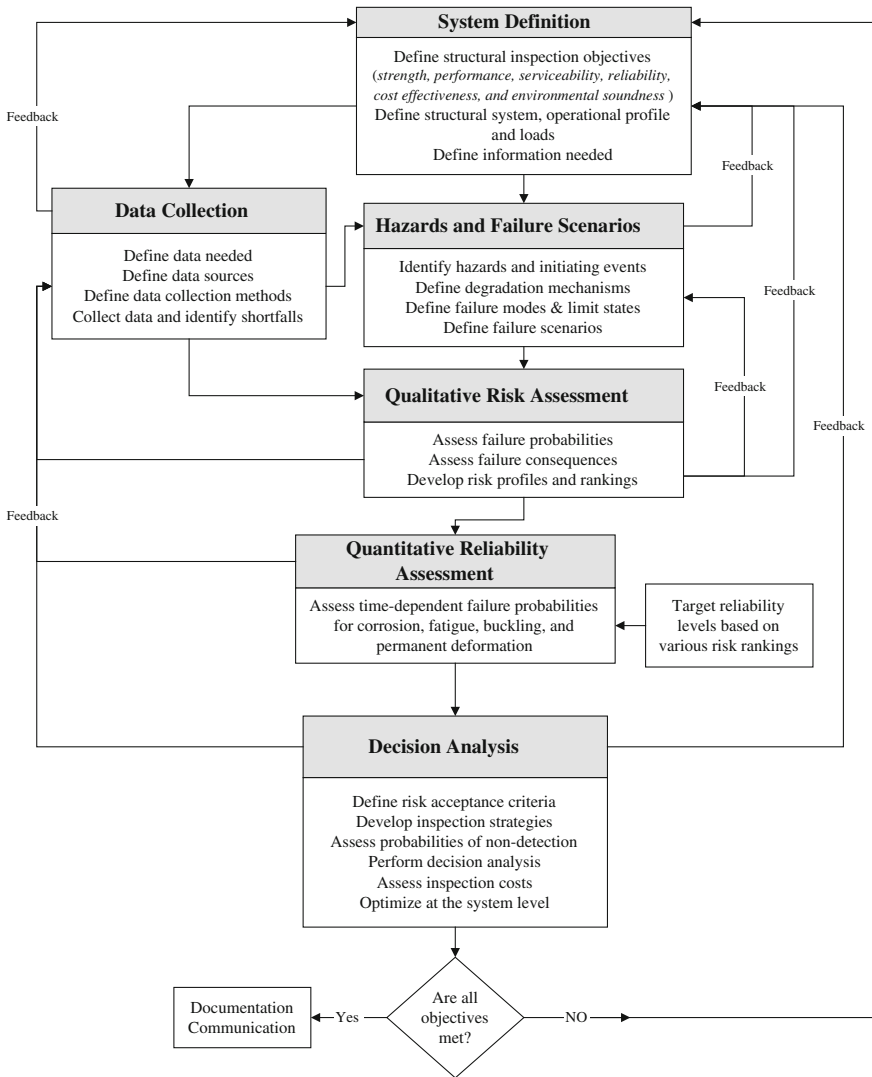 System Definition
Define structural inspection objectives
(strength, performance, serviceability, reliability,
cost effectiveness, and environmental soundness )
Define structural system, operational profile
and loads
Define information needed
Feedback
Feedback
Data Collection
Define data needed
Define data sources
Define data collection methods
Collect data and identify shortfalls
Hazards and Failure Scenarios
Identify hazards and initiating events
Define degradation mechanisms
Define failure modes & limit states
Define failure scenarios
Feedback
Feedback
Feedback
Qualitative Risk Assessment
Assess failure probabilities
Assess failure consequences
Develop risk profiles and rankings
Feedback
Quantitative Reliability
Assessment
Assess time-dependent failure probabilities
for corrosion, fatigue, buckling, and
permanent deformation
Target reliability
levels based on
various risk rankings
Decision Analysis
Define risk acceptance criteria
Develop inspection strategies
Assess probabilities of non-detection
Perform decision analysis
Assess inspection costs
Optimize at the system level
Are all
objectives
met?
Yes
NO
Documentation
Communication